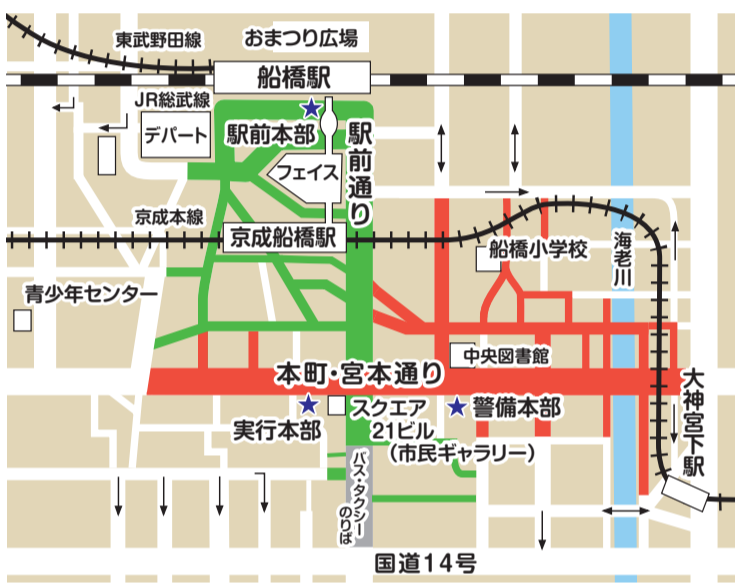 東武野田線
おまつり広場
船橋駅
JR総武線
デパート
駅前本部
駅前通り
フェイス
京成本線
京成船橋駅
船橋小学校
海老川
青少年センター
中央図書館
本町・宮本通り
大神宮下駅
実行本部
スクエア
21ビル
(市民ギャラリー)
警備本部
バス・タクシー
のりば
国道14号